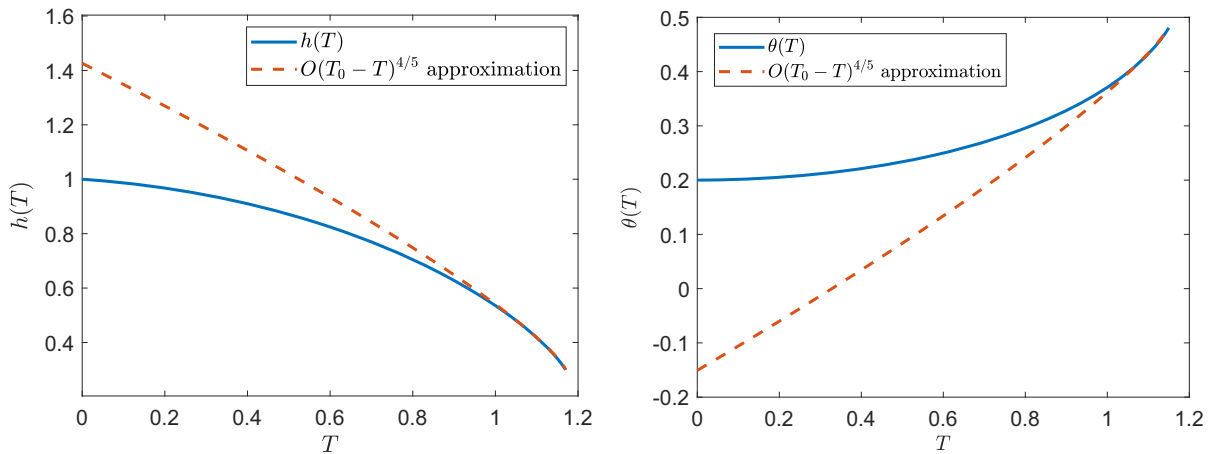 1.6
1.4
1.2
1
0.8
0.6
0.4
h(T)
h(T)
O(T₀ − T)^{4/5} approximation
0 0.2 0.4 0.6 0.8 1 1.2
T
0.5
0.4
0.3
0.2
0.1
0
-0.1
-0.2
θ(T)
θ(T)
O(T₀ − T)^{4/5} approximation
0 0.2 0.4 0.6 0.8 1 1.2
T